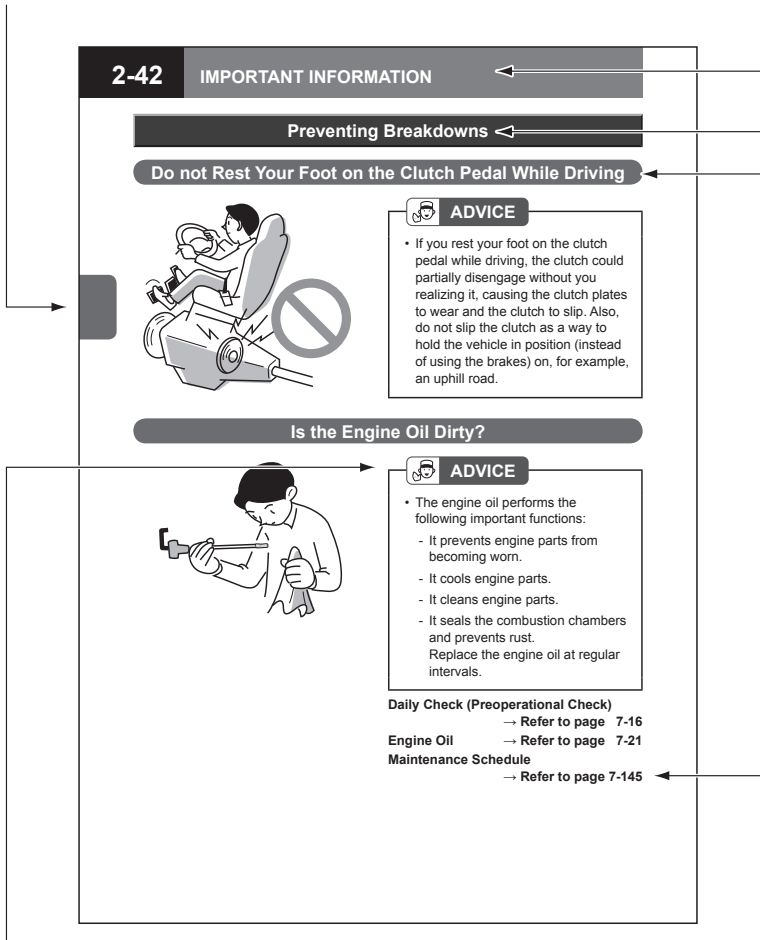 2-42 IMPORTANT INFORMATION
Preventing Breakdowns
Do not Rest Your Foot on the Clutch Pedal While Driving
ADVICE
• If you rest your foot on the clutch
pedal while driving, the clutch could
partially disengage without you
realizing it, causing the clutch plates
to wear and the clutch to slip. Also,
do not slip the clutch as a way to
hold the vehicle in position (instead
of using the brakes) on, for example,
an uphill road.
Is the Engine Oil Dirty?
ADVICE
• The engine oil performs the
following important functions:
- It prevents engine parts from
becoming worn.
- It cools engine parts.
- It cleans engine parts.
- It seals the combustion chambers
and prevents rust.
Replace the engine oil at regular
intervals.
Daily Check (Preoperational Check)
→ Refer to page 7-16
Engine Oil → Refer to page 7-21
Maintenance Schedule
→ Refer to page 7-145